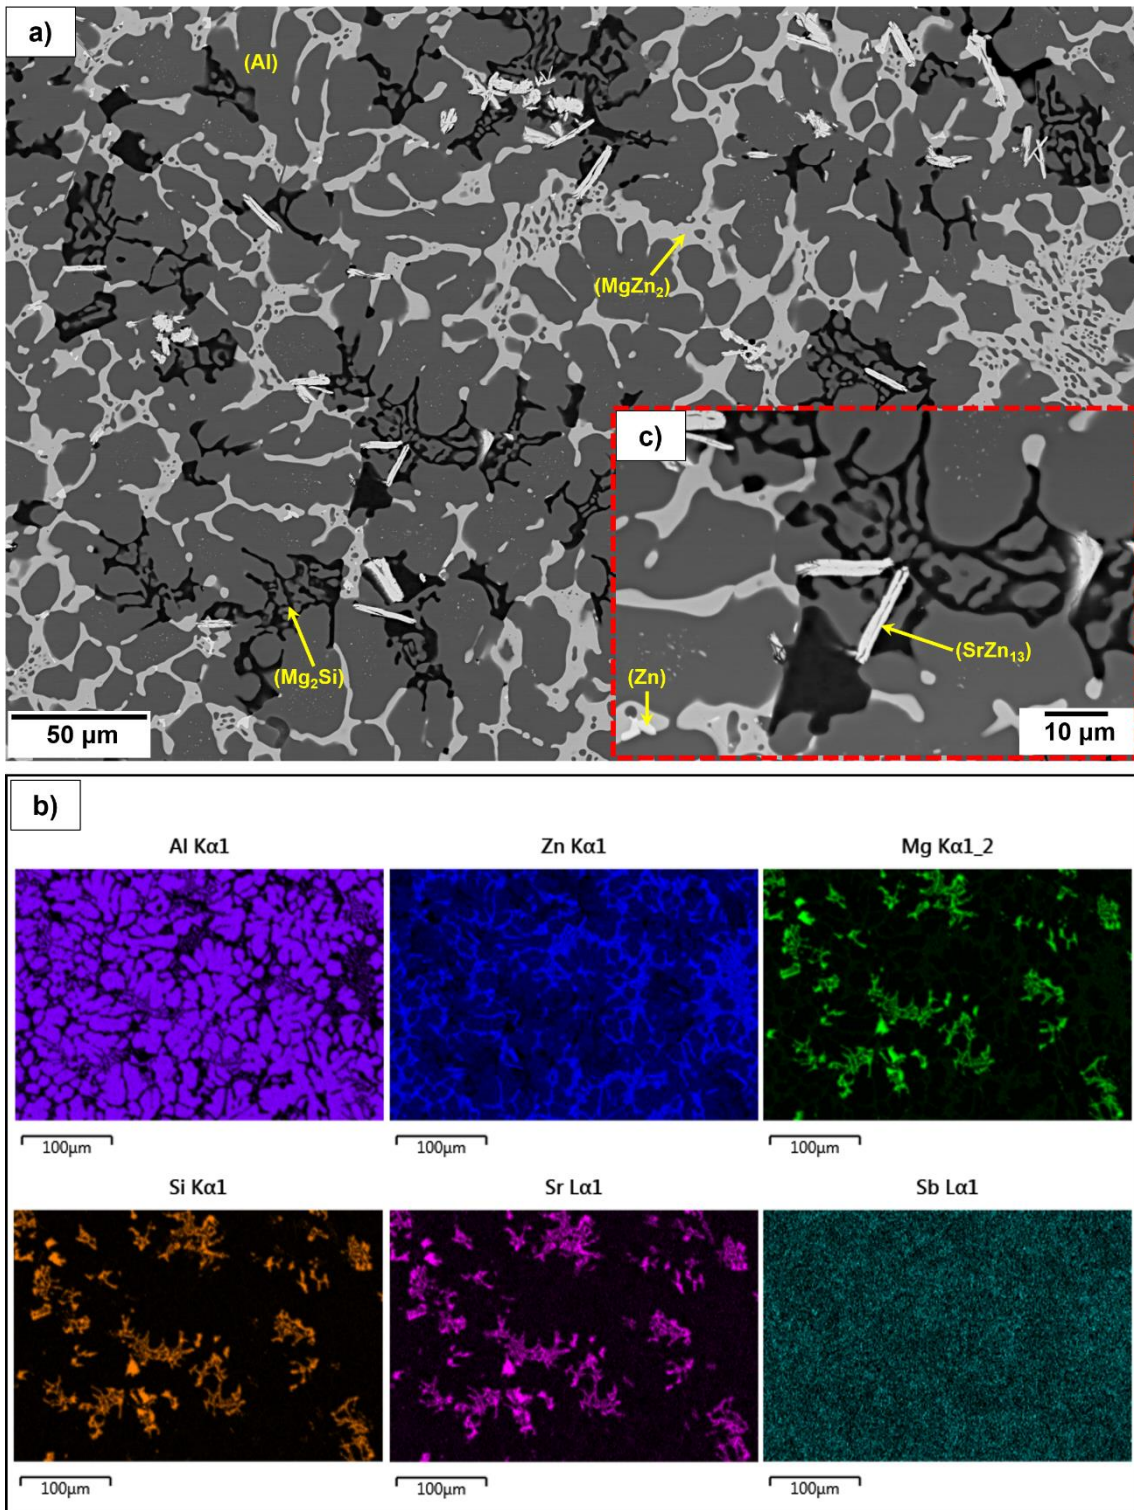 a)
(Al)
(MgZn₂)
c)
(SrZn₁₃)
(Zn)
(Mg₂Si)
50 µm
10 µm
b)
Al Kα1
Zn Kα1
Mg Kα1_2
100µm
100µm
100µm
Si Kα1
Sr Lα1
Sb Lα1
100µm
100µm
100µm